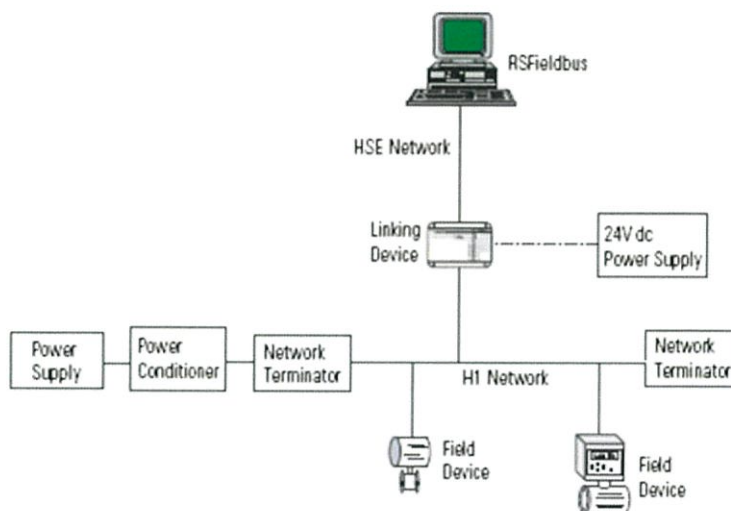 RSFieldbus
HSE Network
Linking
Device
24V dc
Power Supply
Power
Supply
Power
Conditioner
Network
Terminator
H1 Network
Network
Terminator
Field
Device
Field
Device